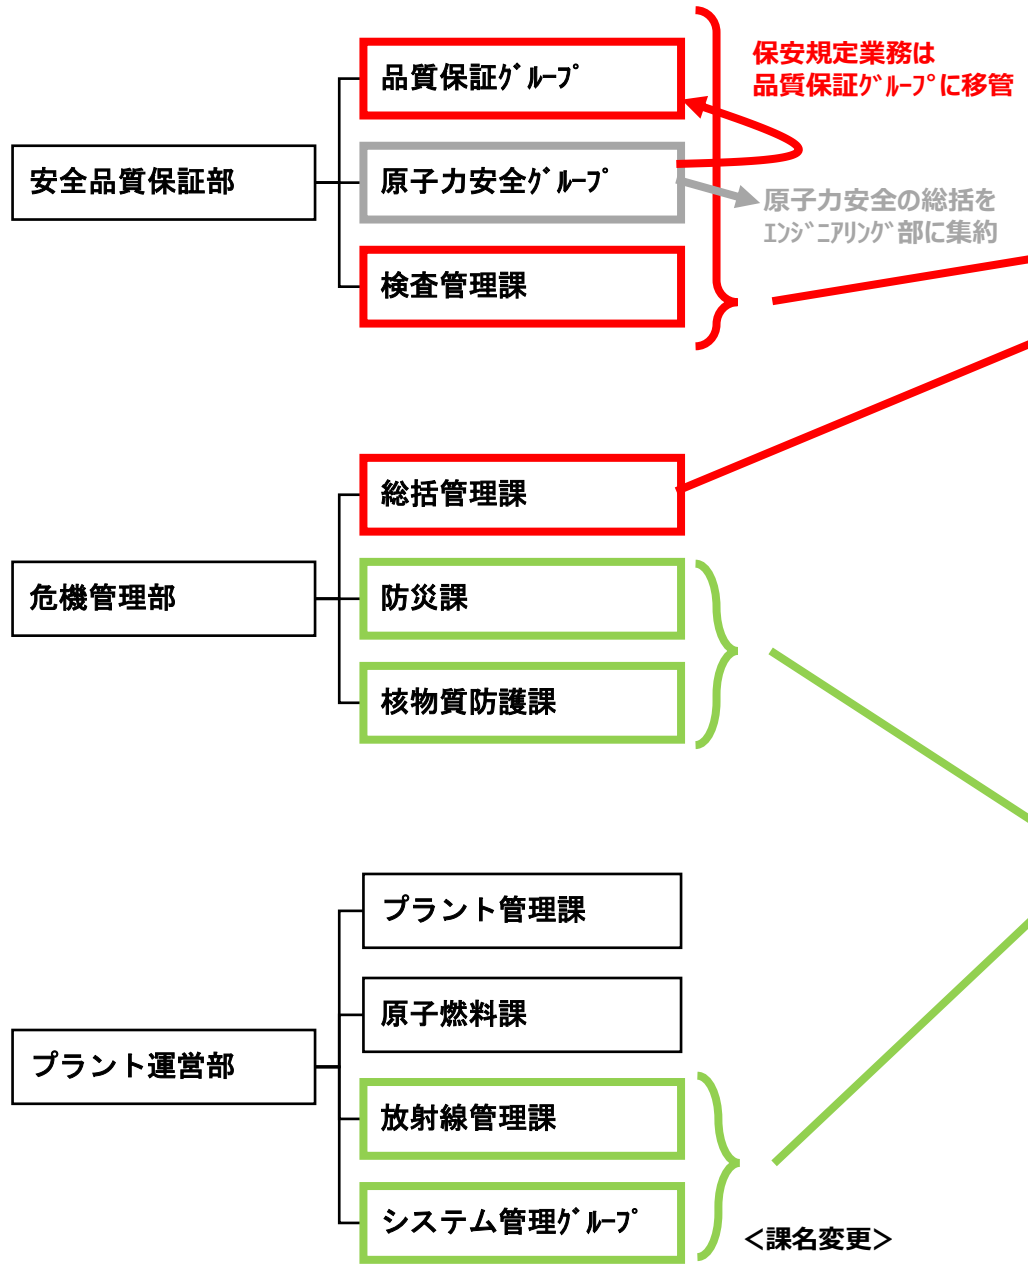 品質保証ｸﾞﾙｰﾌﾟ
保安規定業務は
品質保証ｸﾞﾙｰﾌﾟに移管
安全品質保証部
原子力安全ｸﾞﾙｰﾌﾟ
原子力安全の総括を
ｴﾝｼﾞﾆｱﾘﾝｸﾞ部に集約
検査管理課
総括管理課
危機管理部
防災課
核物質防護課
プラント管理課
原子燃料課
プラント運営部
放射線管理課
システム管理ｸﾞﾙｰﾌﾟ
＜課名変更＞